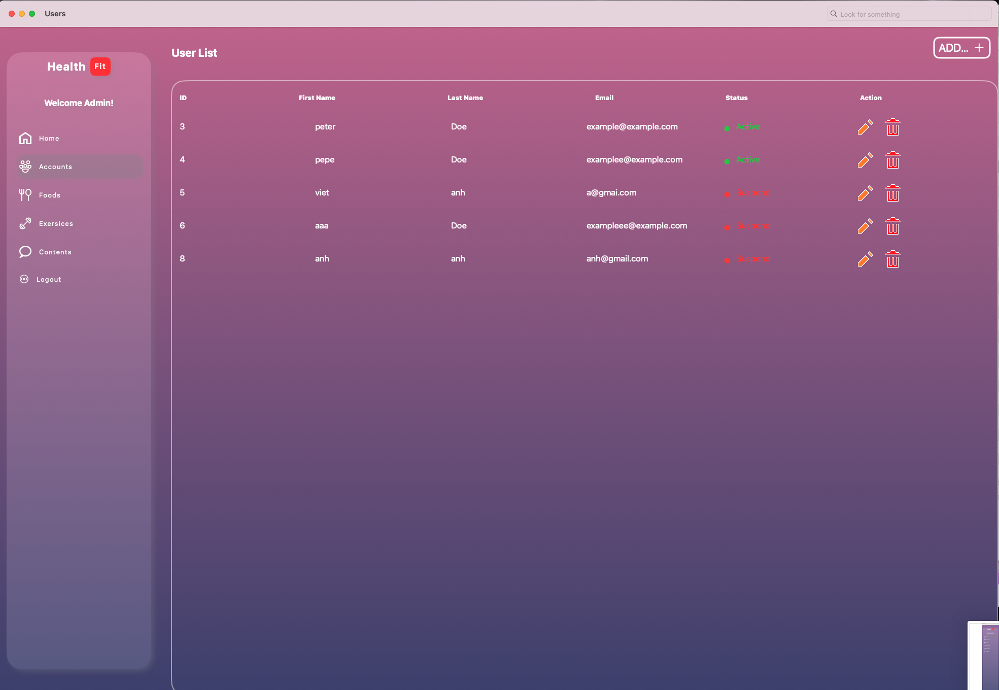 Users
Look for something
User List
ADD...
Health Fit
Welcome Admin!
Home
Accounts
Foods
Exersices
Contents
Logout
ID First Name Last Name Email Status Action
3 peter Doe example@example.com Active
4 pepe Doe examplee@example.com Active
5 viet anh a@gmai.com Suspend
6 aaa Doe exampleee@example.com Suspend
8 anh anh anh@gmail.com Suspend